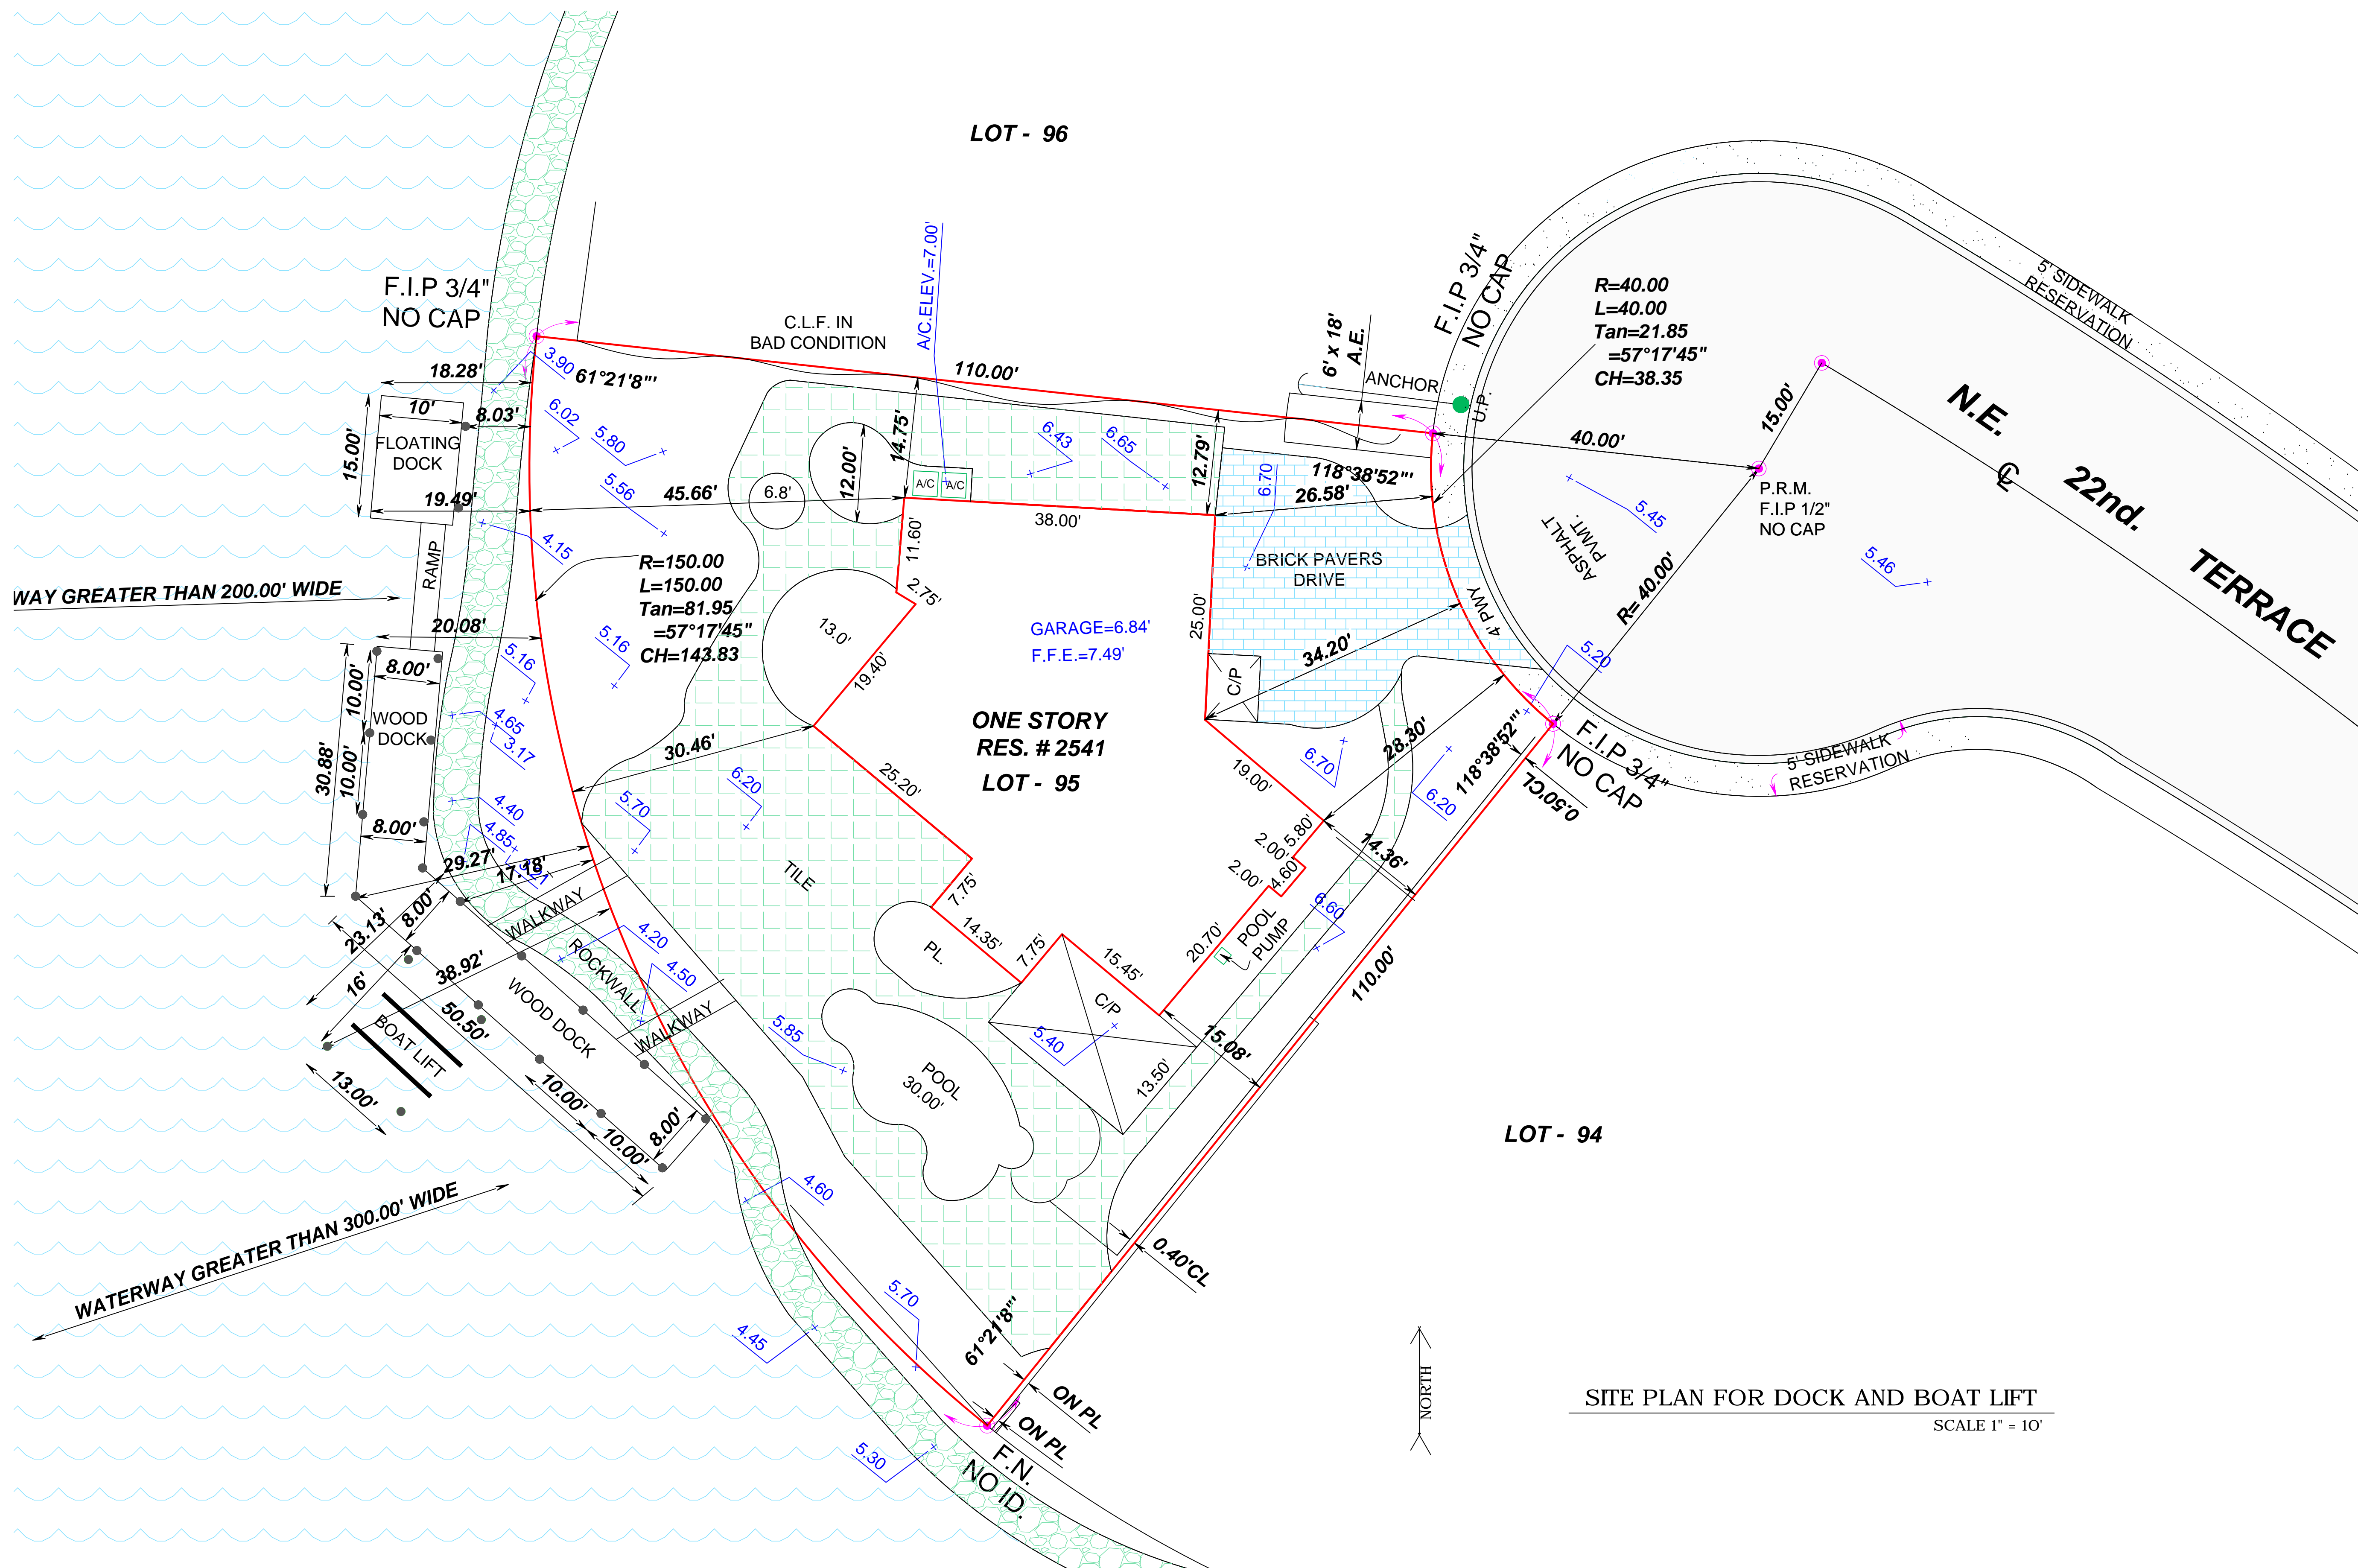 LOT - 96
F.I.P 3/4"
NO CAP
C.L.F. IN
BAD CONDITION
A/C.ELEV.=7.00'
110.00'
6' x 18'
A.E.
ANCHOR
U.P.
F.I.P 3/4"
NO CAP
R=40.00
L=40.00
Tan=21.85
=57°17'45"
CH=38.35
5' SIDEWALK
RESERVATION
15.00'
40.00'
N.E.
22nd.
TERRACE
P.R.M.
F.I.P 1/2"
NO CAP
ASPHALT
PVMT.
5.45
5.46
R= 40.00'
3.90
61°21'8"'
18.28'
10'
8.03'
FLOATING
DOCK
15.00'
19.49'
6.02
5.80
5.56
4.15
45.66'
6.8'
12.00'
14.75'
A/C
A/C
6.43
6.65
12.79'
6.70
118°38'52"'
26.58'
38.00'
11.60'
2.75'
RAMP
WAY GREATER THAN 200.00' WIDE
R=150.00
L=150.00
Tan=81.95
=57°17'45"
CH=143.83
BRICK PAVERS
DRIVE
4' PWY
25.00'
GARAGE=6.84'
F.F.E.=7.49'
13.0'
19.40'
20.08'
8.00'
5.16
5.16
10.00'
WOOD
DOCK
10.00'
30.88'
8.00'
4.65
3.17
4.40
4.85
30.46'
C/P
34.20'
5.20
ONE STORY
RES. # 2541
LOT - 95
25.20'
6.20
5.70
19.00'
6.70
28.30'
118°38'52"'
6.20
F.I.P 3/4"
NO CAP
0.50'CL
5' SIDEWALK
RESERVATION
29.27'
17.18'
TILE
7.75'
14.35'
PL.
7.75'
15.45'
5.80'
2.00'
4.60'
2.00'
14.36'
20.70'
POOL
PUMP
6.60
110.00'
WALKWAY
ROCKWALL
4.20
4.50
WALKWAY
23.13'
8.00'
16'
38.92'
BOAT LIFT
50.50'
WOOD DOCK
13.00'
10.00'
10.00'
8.00'
5.85
POOL
30.00'
C/P
5.40
15.08'
13.50'
LOT - 94
WATERWAY GREATER THAN 300.00' WIDE
4.60
0.40'CL
5.70
4.45
61°21'8"'
ON PL
ON PL
5.30
F.N.
NO ID.
NORTH
SITE PLAN FOR DOCK AND BOAT LIFT
SCALE 1" = 10'